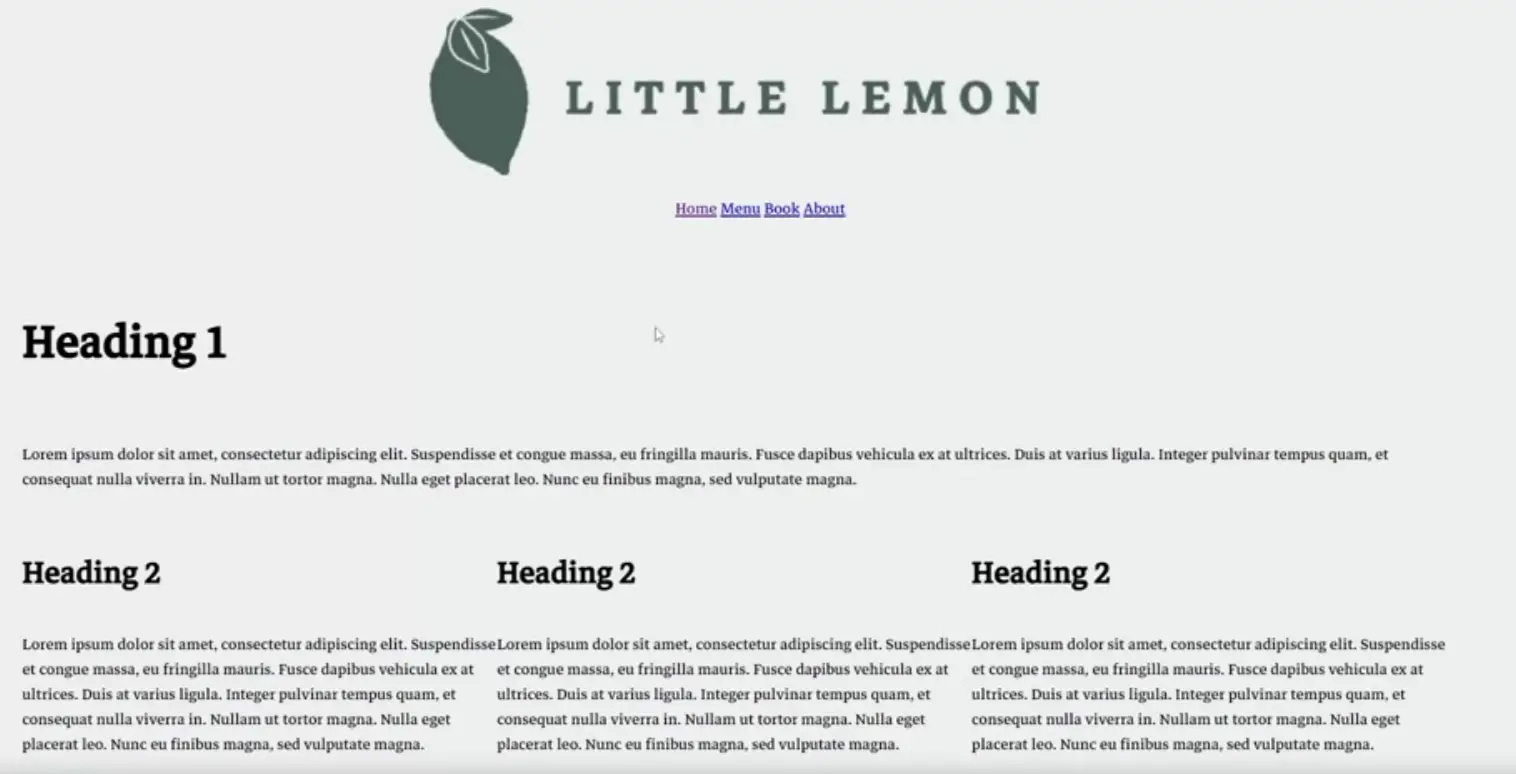 LITTLE LEMON
Home Menu Book About
Heading 1
Lorem ipsum dolor sit amet, consectetur adipiscing elit. Suspendisse et congue massa, eu fringilla mauris. Fusce dapibus vehicula ex at ultrices. Duis at varius ligula. Integer pulvinar tempus quam, et
consequat nulla viverra in. Nullam ut tortor magna. Nulla eget placerat leo. Nunc eu finibus magna, sed vulputate magna.
Heading 2
Lorem ipsum dolor sit amet, consectetur adipiscing elit. Suspendisse
et congue massa, eu fringilla mauris. Fusce dapibus vehicula ex at
ultrices. Duis at varius ligula. Integer pulvinar tempus quam, et
consequat nulla viverra in. Nullam ut tortor magna. Nulla eget
placerat leo. Nunc eu finibus magna, sed vulputate magna.
Heading 2
Lorem ipsum dolor sit amet, consectetur adipiscing elit. Suspendisse
et congue massa, eu fringilla mauris. Fusce dapibus vehicula ex at
ultrices. Duis at varius ligula. Integer pulvinar tempus quam, et
consequat nulla viverra in. Nullam ut tortor magna. Nulla eget
placerat leo. Nunc eu finibus magna, sed vulputate magna.
Heading 2
Lorem ipsum dolor sit amet, consectetur adipiscing elit. Suspendisse
et congue massa, eu fringilla mauris. Fusce dapibus vehicula ex at
ultrices. Duis at varius ligula. Integer pulvinar tempus quam, et
consequat nulla viverra in. Nullam ut tortor magna. Nulla eget
placerat leo. Nunc eu finibus magna, sed vulputate magna.